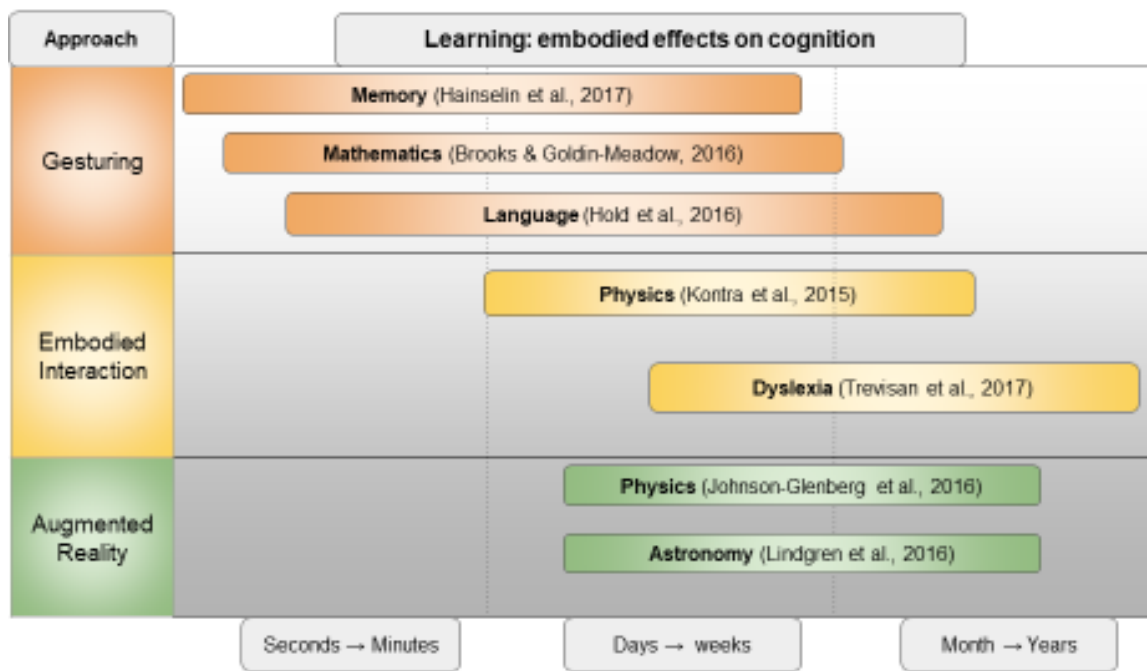 Approach
Learning: embodied effects on cognition
Gesturing
Memory (Hainselin et al., 2017)
Mathematics (Brooks & Goldin-Meadow, 2016)
Language (Hold et al., 2016)
Embodied
Interaction
Physics (Kontra et al., 2015)
Dyslexia (Trevisan et al., 2017)
Augmented
Reality
Physics (Johnson-Glenberg et al., 2016)
Astronomy (Lindgren et al., 2016)
Seconds → Minutes
Days → weeks
Month → Years